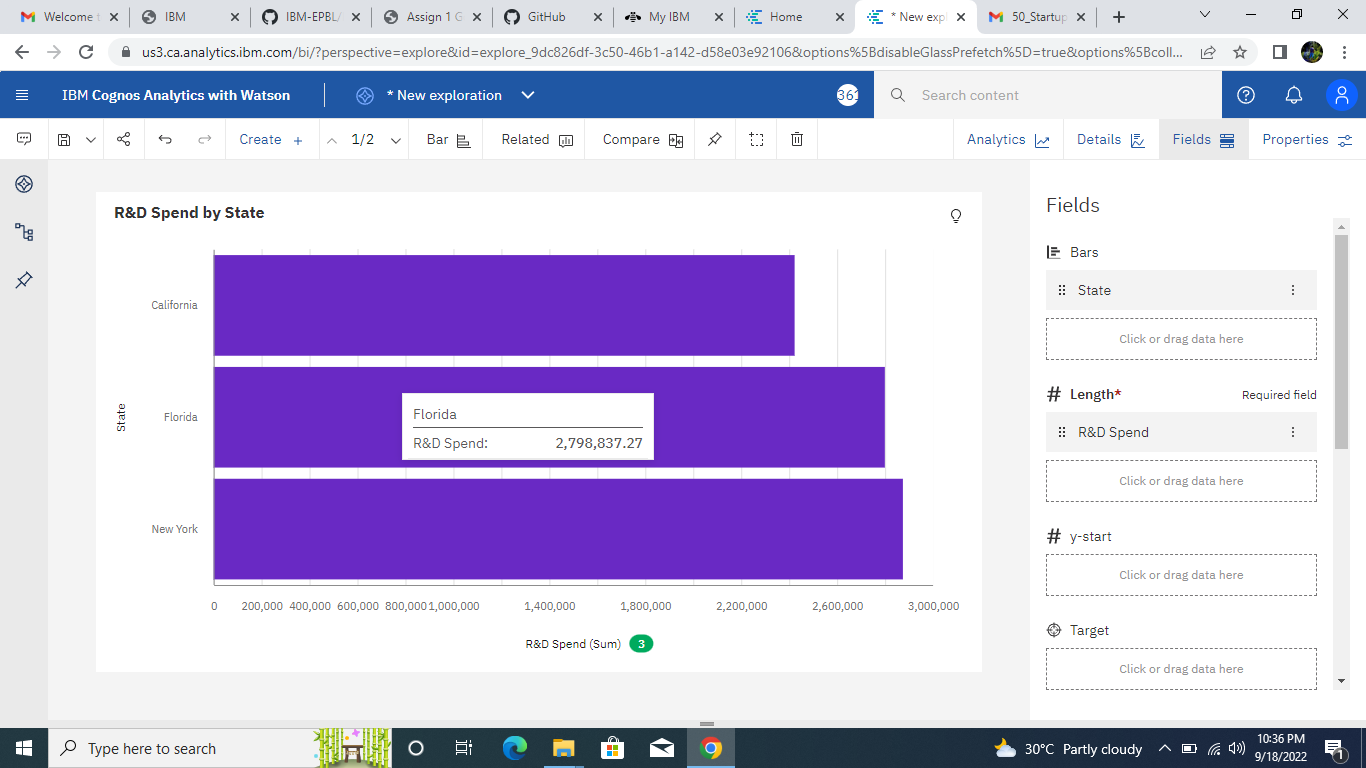 Welcome t
IBM
IBM-EPBL/
Assign 1 G
GitHub
My IBM
Home
* New expl
50_Startup
us3.ca.analytics.ibm.com/bi/?perspective=explore&id=explore_9dc826df-3c50-46b1-a142-d58e03e92106&options%5BdisableGlassPrefetch%5D=true&options%5Bcoll...
IBM Cognos Analytics with Watson
* New exploration
361
Search content
Create +
1/2
Bar
Related
Compare
Analytics
Details
Fields
Properties
R&D Spend by State
California
Florida
New York
State
Florida
R&D Spend: 2,798,837.27
0 200,000 400,000 600,000 800,000 1,000,000 1,400,000 1,800,000 2,200,000 2,600,000 3,000,000
R&D Spend (Sum) 3
Fields
Bars
State
Click or drag data here
Length* Required field
R&D Spend
Click or drag data here
y-start
Click or drag data here
Target
Click or drag data here
Type here to search
30°C Partly cloudy
10:36 PM
9/18/2022
1